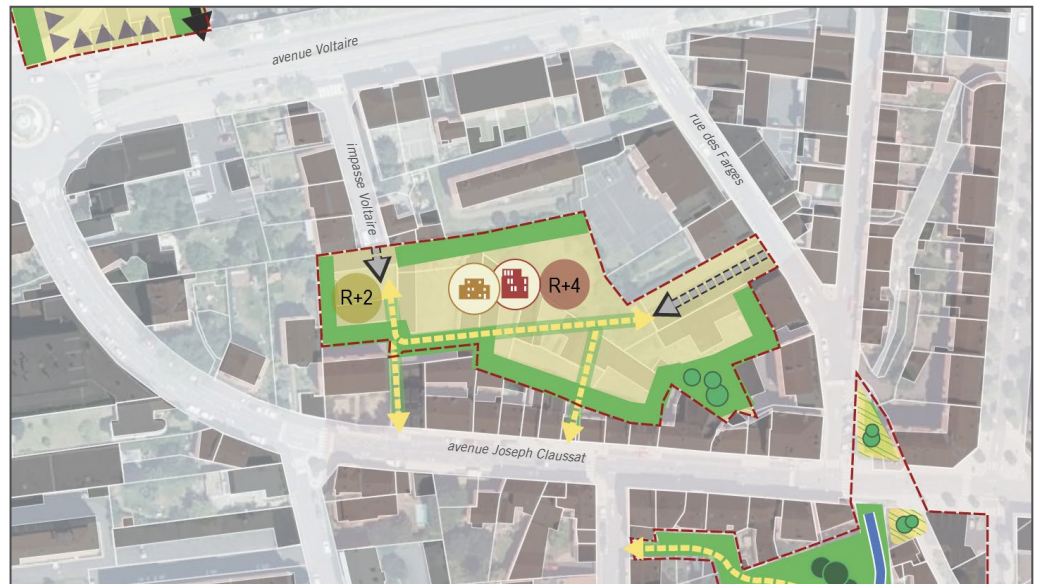 avenue Voltaire
rue des Farges
impasse Voltaire
R+2
R+4
avenue Joseph Claussat